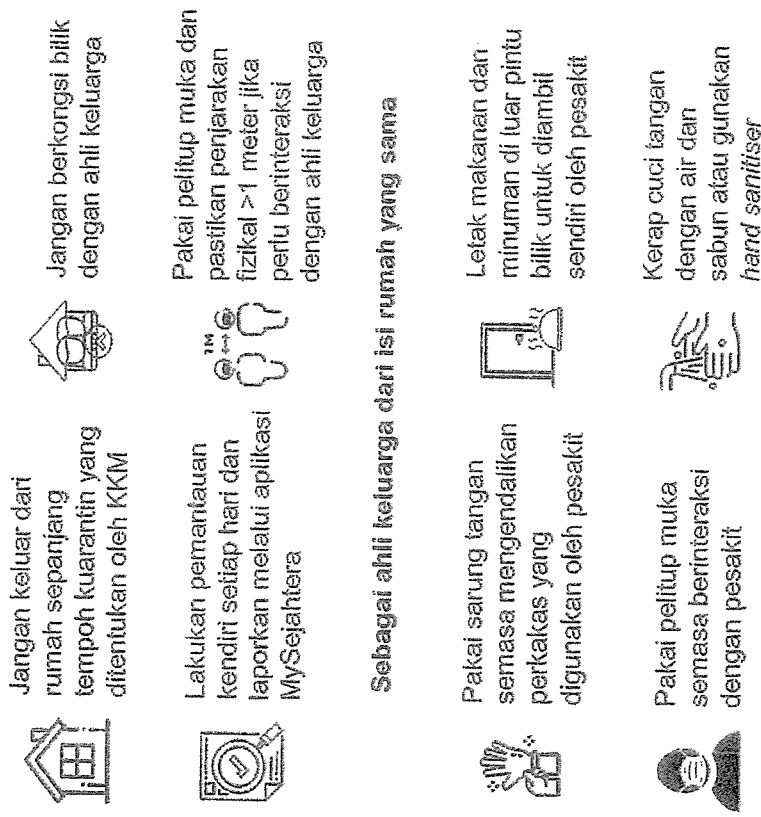 Jangan keluar dari
rumah sepanjang
tempoh kuarantin yang
ditentukan oleh KKM
Jangan berkongsi bilik
dengan ahli keluarga
Lakukan pemantauan
kendiri setiap hari dan
laporkan melalui aplikasi
MySejahtera
1M
Pakai pelitup muka dan
pastikan penjarakan
fizikal >1 meter jika
perlu berinteraksi
dengan ahli keluarga
Sebagai ahli keluarga dari isi rumah yang sama
Pakai sarung tangan
semasa mengendalikan
perkakas yang
digunakan oleh pesakit
Letak makanan dan
minuman di luar pintu
bilik untuk diambil
sendiri oleh pesakit
Pakai pelitup muka
semasa berinteraksi
dengan pesakit
Kerap cuci tangan
dengan air dan
sabun atau gunakan
hand sanitiser